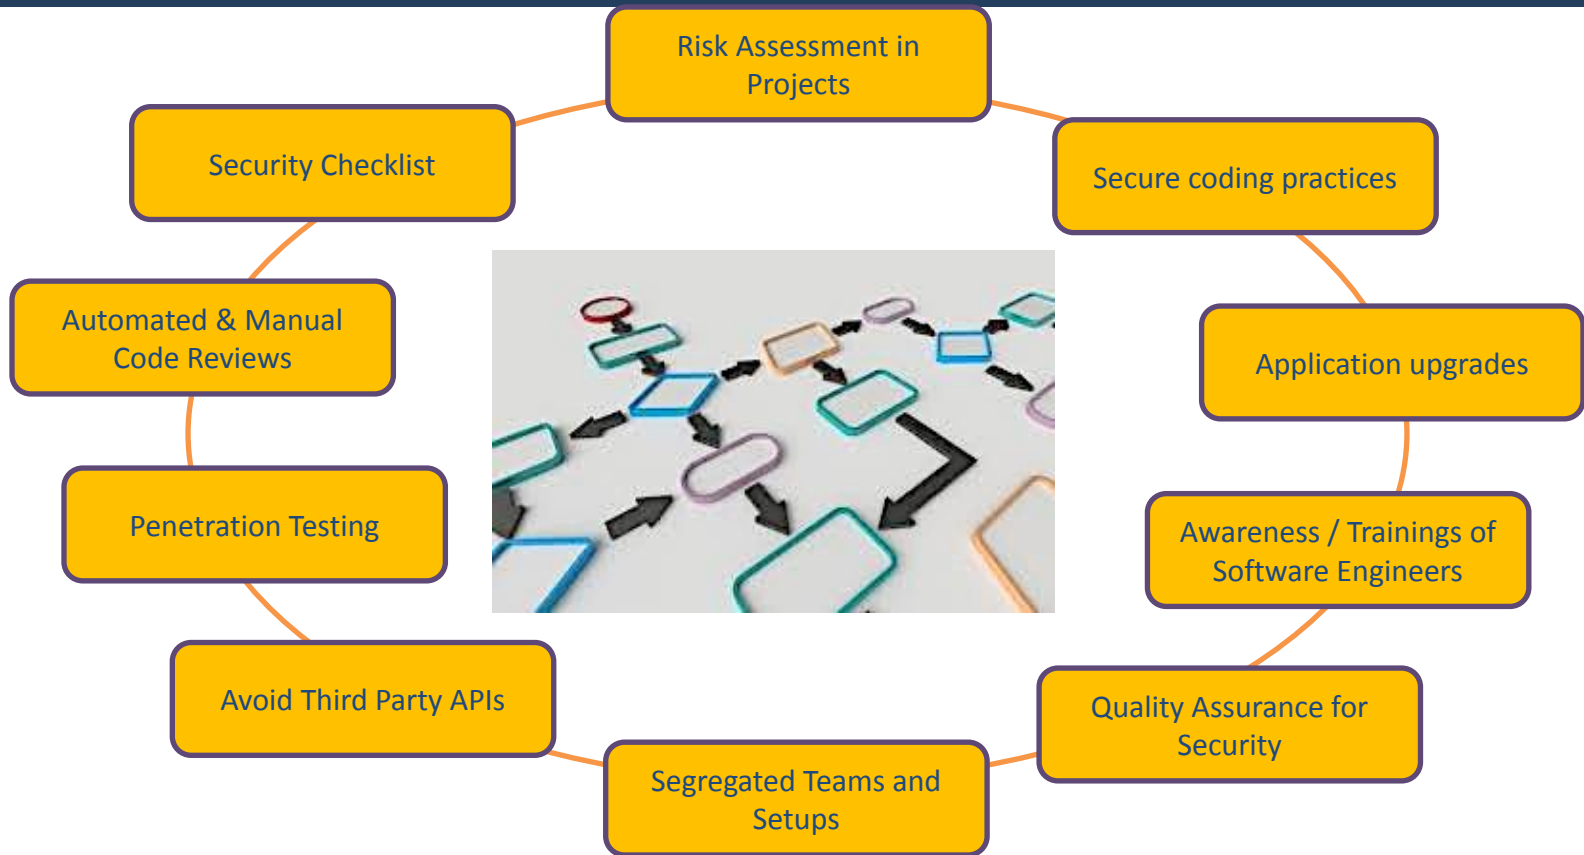 Risk Assessment in
Projects
Secure coding practices
Application upgrades
Awareness / Trainings of
Software Engineers
Quality Assurance for
Security
Segregated Teams and
Setups
Avoid Third Party APIs
Penetration Testing
Automated & Manual
Code Reviews
Security Checklist